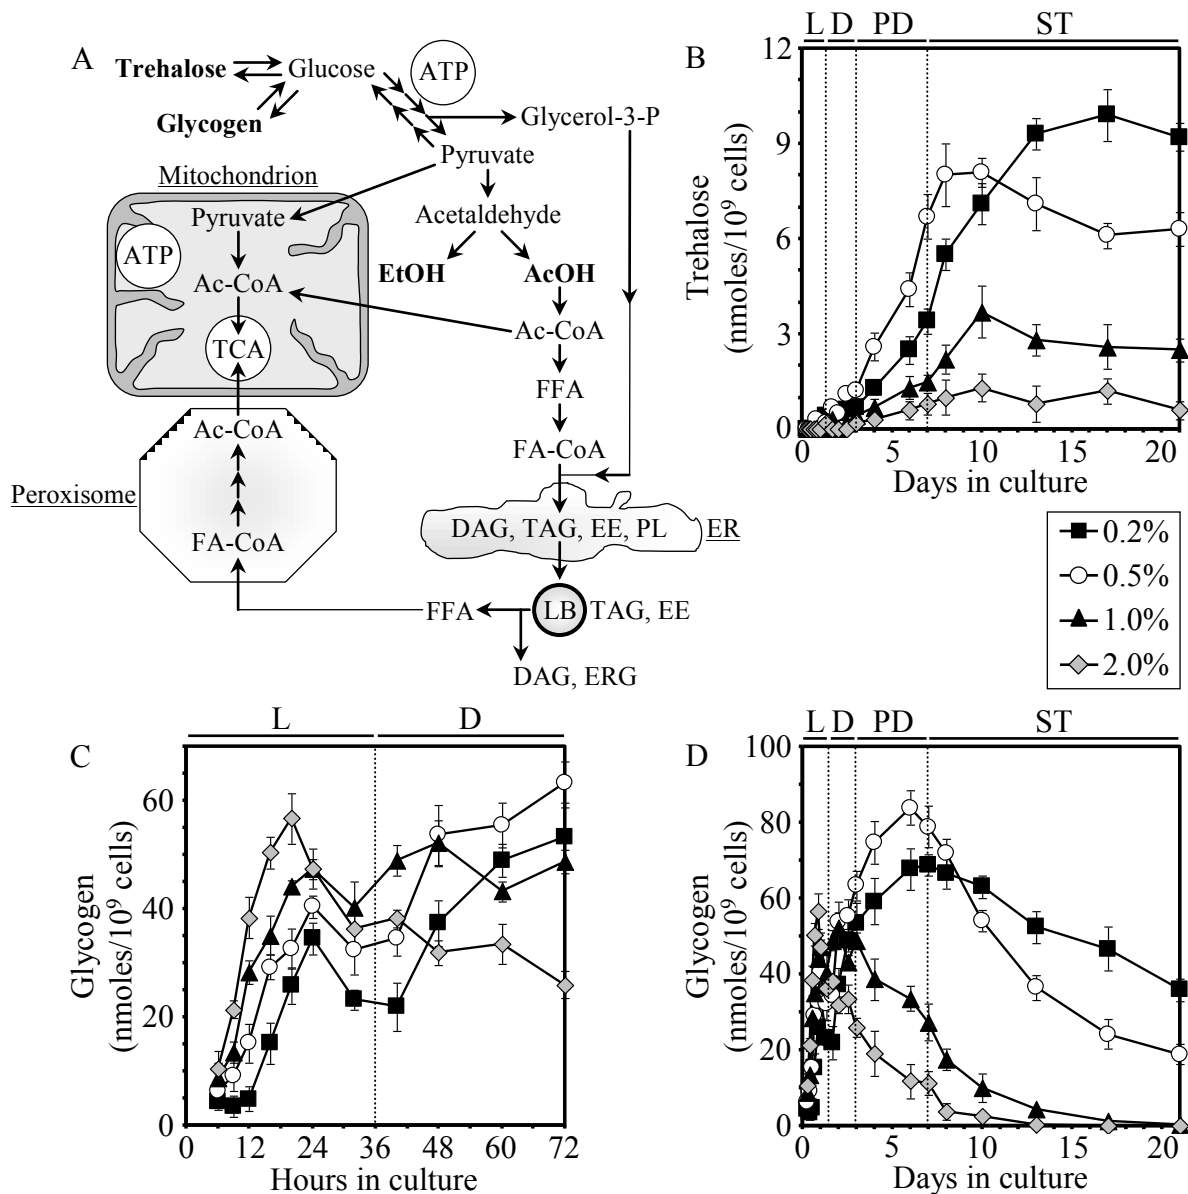 A
Trehalose
Glucose
ATP
Glycogen
Glycerol-3-P
Pyruvate
Mitochondrion
Pyruvate
Acetaldehyde
ATP
EtOH
AcOH
Ac-CoA
Ac-CoA
TCA
FFA
Ac-CoA
FA-CoA
Peroxisome
FA-CoA
DAG, TAG, EE, PL
ER
FFA
LB
TAG, EE
DAG, ERG
B
L
D
PD
ST
12
9
6
3
0
Trehalose
(nmoles/10⁹ cells)
0
5
10
15
20
Days in culture
0.2%
0.5%
1.0%
2.0%
C
L
D
60
40
20
0
Glycogen
(nmoles/10⁹ cells)
0
12
24
36
48
60
72
Hours in culture
D
L
D
PD
ST
100
80
60
40
20
0
Glycogen
(nmoles/10⁹ cells)
0
5
10
15
20
Days in culture